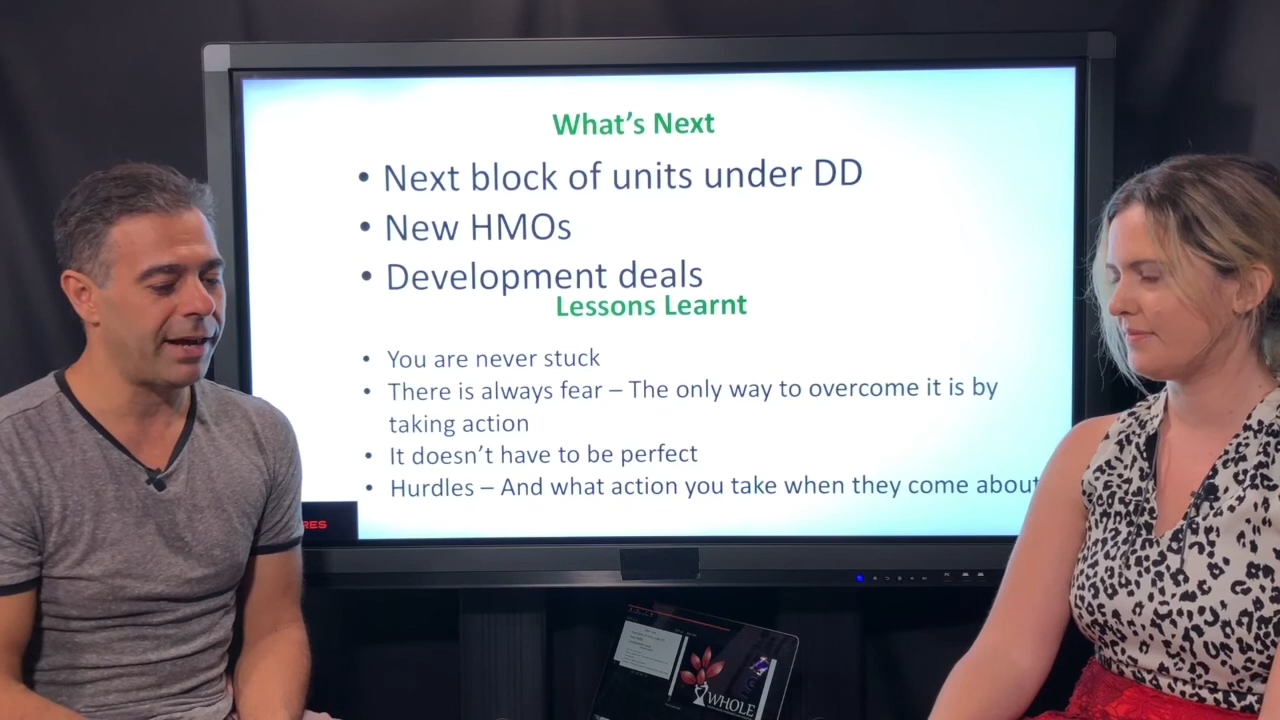 What's Next
• Next block of units under DD
• New HMOs
• Development deals
Lessons Learnt
• You are never stuck
• There is always fear – The only way to overcome it is by
taking action
• It doesn't have to be perfect
• Hurdles – And what action you take when they come about
RES
WHOLE